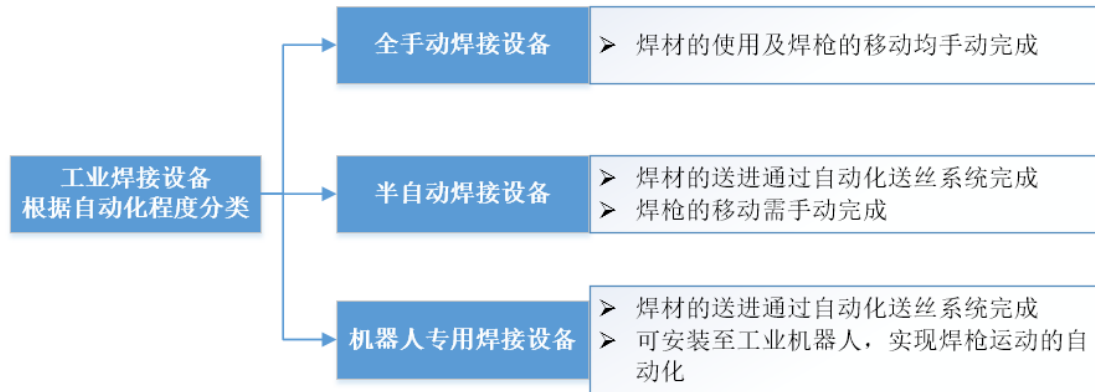 全手动焊接设备
➢ 焊材的使用及焊枪的移动均手动完成
工业焊接设备
根据自动化程度分类
半自动焊接设备
➢ 焊材的送进通过自动化送丝系统完成
➢ 焊枪的移动需手动完成
机器人专用焊接设备
➢ 焊材的送进通过自动化送丝系统完成
➢ 可安装至工业机器人，实现焊枪运动的自
动化